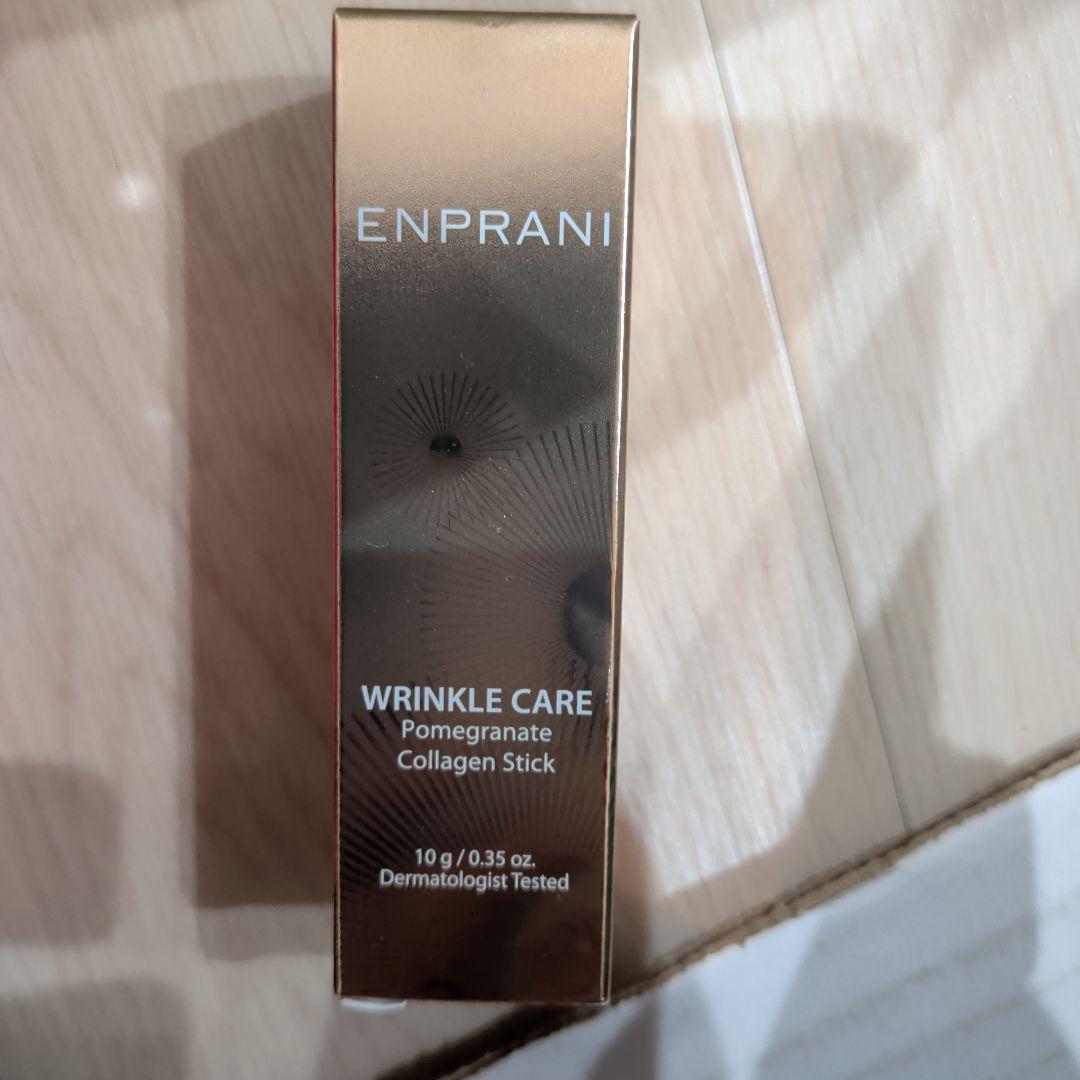 ENPRANI
WRINKLE CARE
Pomegranate
Collagen Stick
10 g / 0.35 oz.
Dermatologist Tested